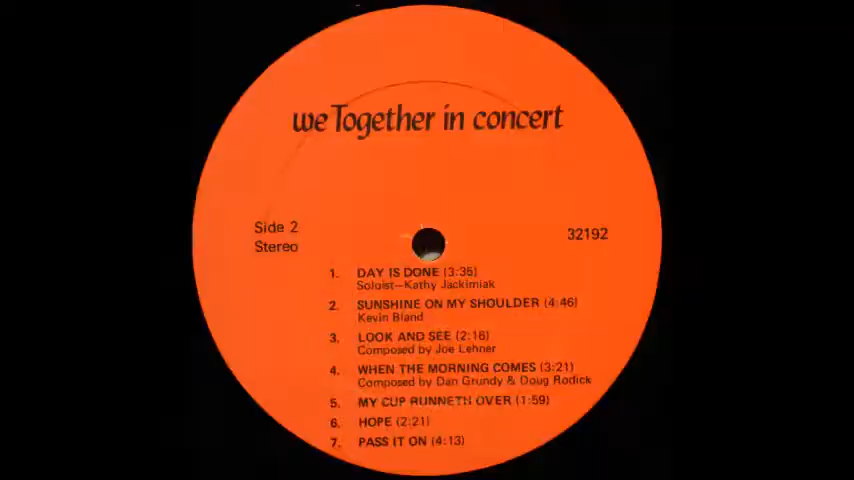 we Together in concert
Side 2
Stereo
32192
1. DAY IS DONE (3:35)
Soloist—Kathy Jackimiak
2. SUNSHINE ON MY SHOULDER (4:46)
Kevin Bland
3. LOOK AND SEE (2:16)
Composed by Joe Lehner
4. WHEN THE MORNING COMES (3:21)
Composed by Dan Grundy & Doug Rodick
5. MY CUP RUNNETH OVER (1:59)
6. HOPE (2:21)
7. PASS IT ON (4:13)